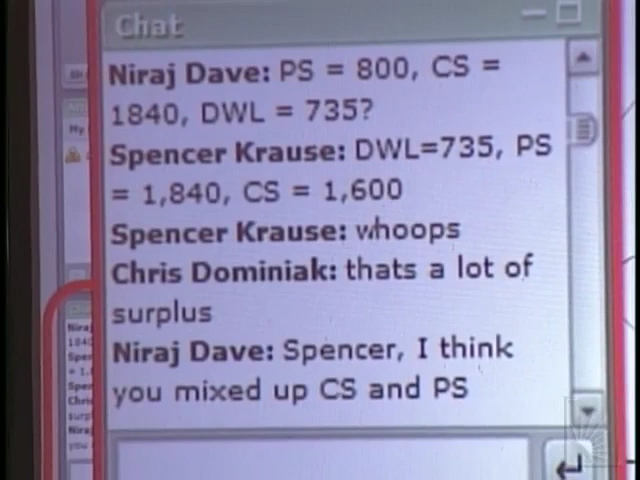 Chat
Niraj Dave: PS = 800, CS =
1840, DWL = 735?
Spencer Krause: DWL=735, PS
= 1,840, CS = 1,600
Spencer Krause: whoops
Chris Dominiak: thats a lot of
surplus
Niraj Dave: Spencer, I think
you mixed up CS and PS